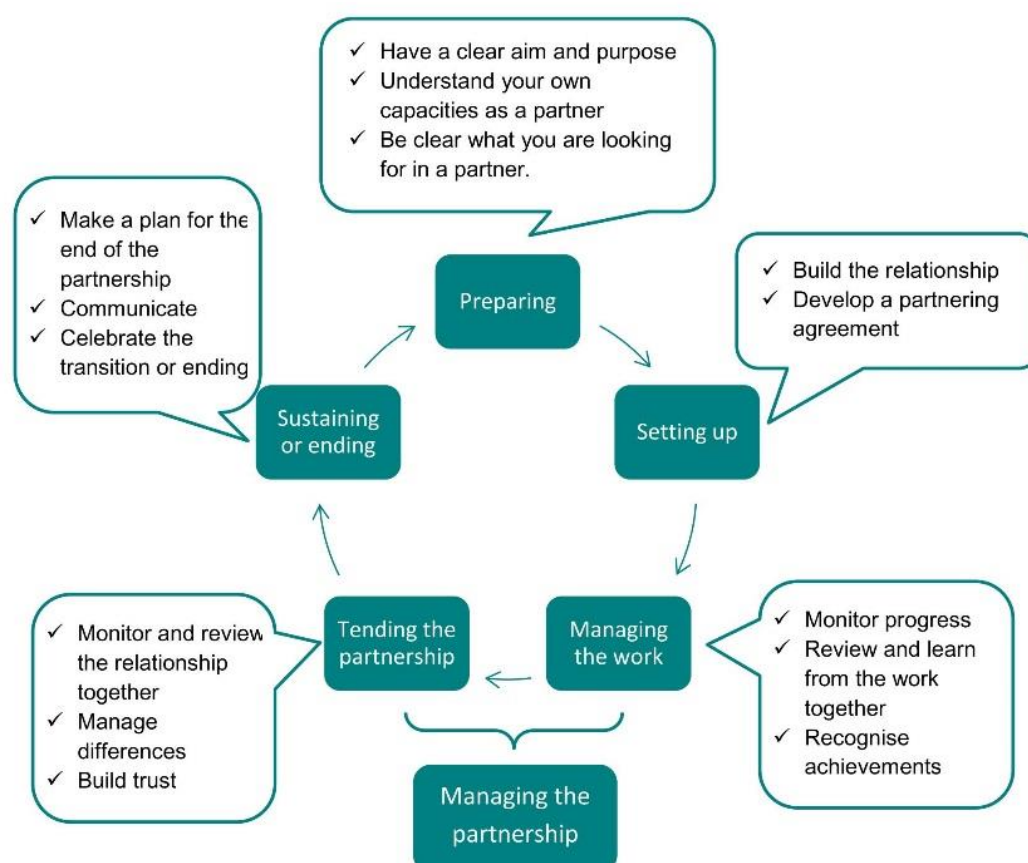 ✓ Have a clear aim and purpose
✓ Understand your own
capacities as a partner
✓ Be clear what you are looking
for in a partner.
Preparing
✓ Build the relationship
✓ Develop a partnering
agreement
Setting up
✓ Monitor progress
✓ Review and learn
from the work
together
✓ Recognise
achievements
Managing
the work
Tending the
partnership
✓ Monitor and review
the relationship
together
✓ Manage
differences
✓ Build trust
Managing the
partnership
✓ Make a plan for the
end of the
partnership
✓ Communicate
✓ Celebrate the
transition or ending
Sustaining
or ending